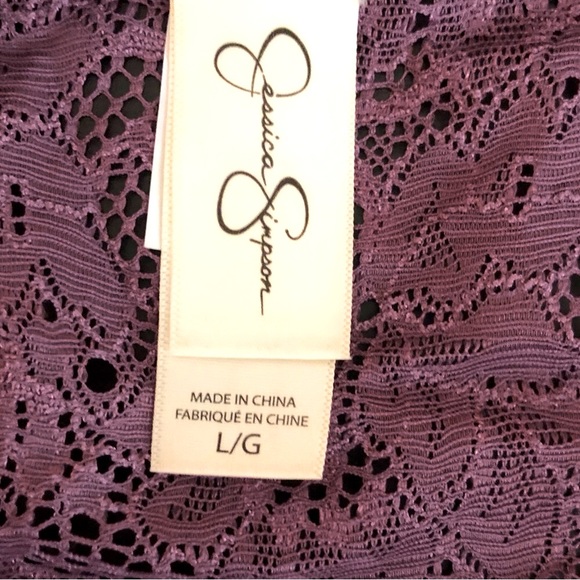 Jessica Simpson
MADE IN CHINA
FABRIQUÉ EN CHINE
L/G